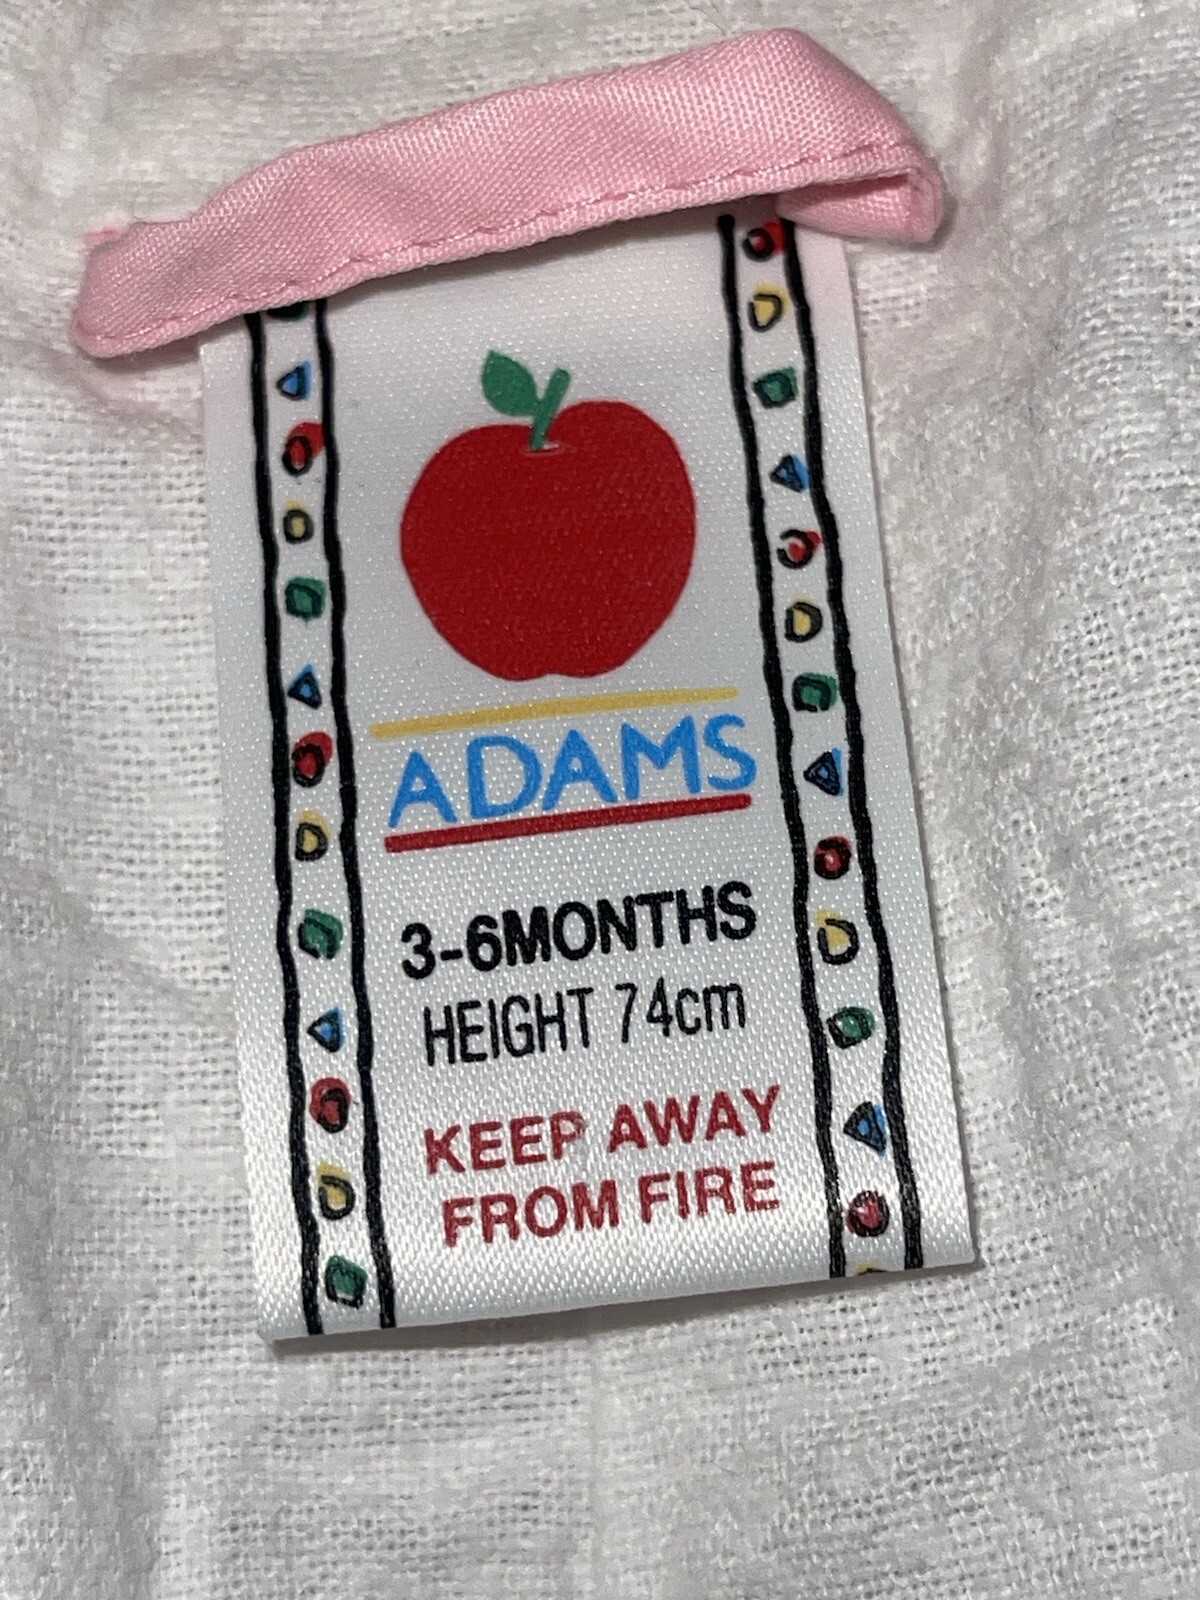 ADAMS
3-6MONTHS
HEIGHT 74cm
KEEP AWAY
FROM FIRE